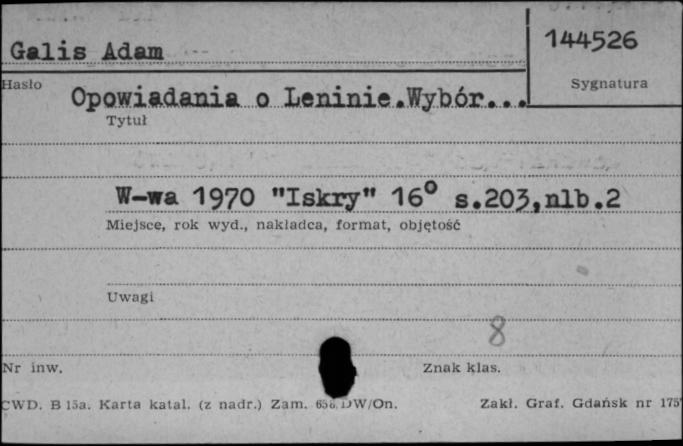 Galis Adam
144526
Hasło
Sygnatura
Opowiadania o Leninie.Wybór...
Tytuł
W-wa 1970 "Iskry" 16° s.203,nlb.2
Miejsce, rok wyd., nakładca, format, objętość
Uwagi
8
Nr inw.
Znak klas.
CWD. B 15a. Karta katal. (z nadr.) Zam. DW/On.
Zakł. Graf. Gdańsk nr